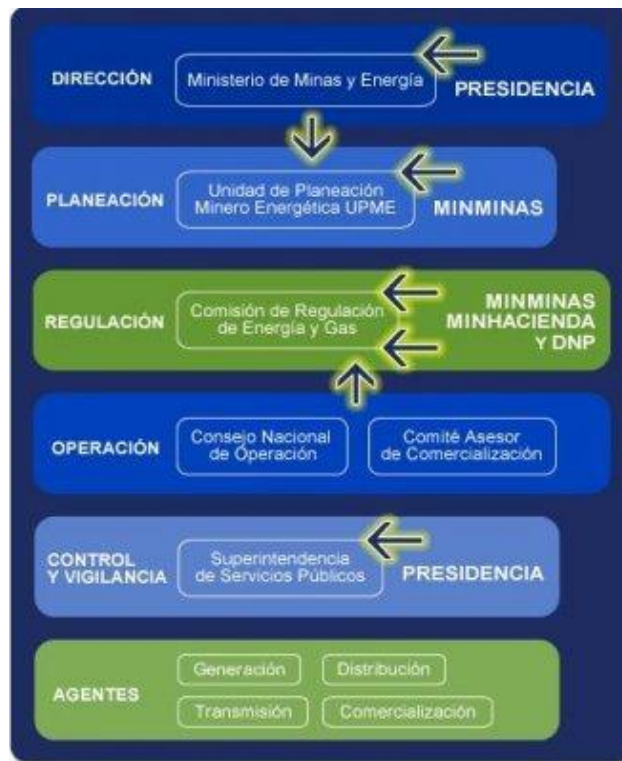 DIRECCIÓN
Ministerio de Minas y Energía
PRESIDENCIA
PLANEACIÓN
Unidad de Planeación
Minero Energética UPME
MINMINAS
REGULACIÓN
Comisión de Regulación
de Energía y Gas
MINMINAS
MINHACIENDA
Y DNP
OPERACIÓN
Consejo Nacional
de Operación
Comité Asesor
de Comercialización
CONTROL
Y VIGILANCIA
Superintendencia
de Servicios Públicos
PRESIDENCIA
AGENTES
Generación
Distribución
Transmisión
Comercialización